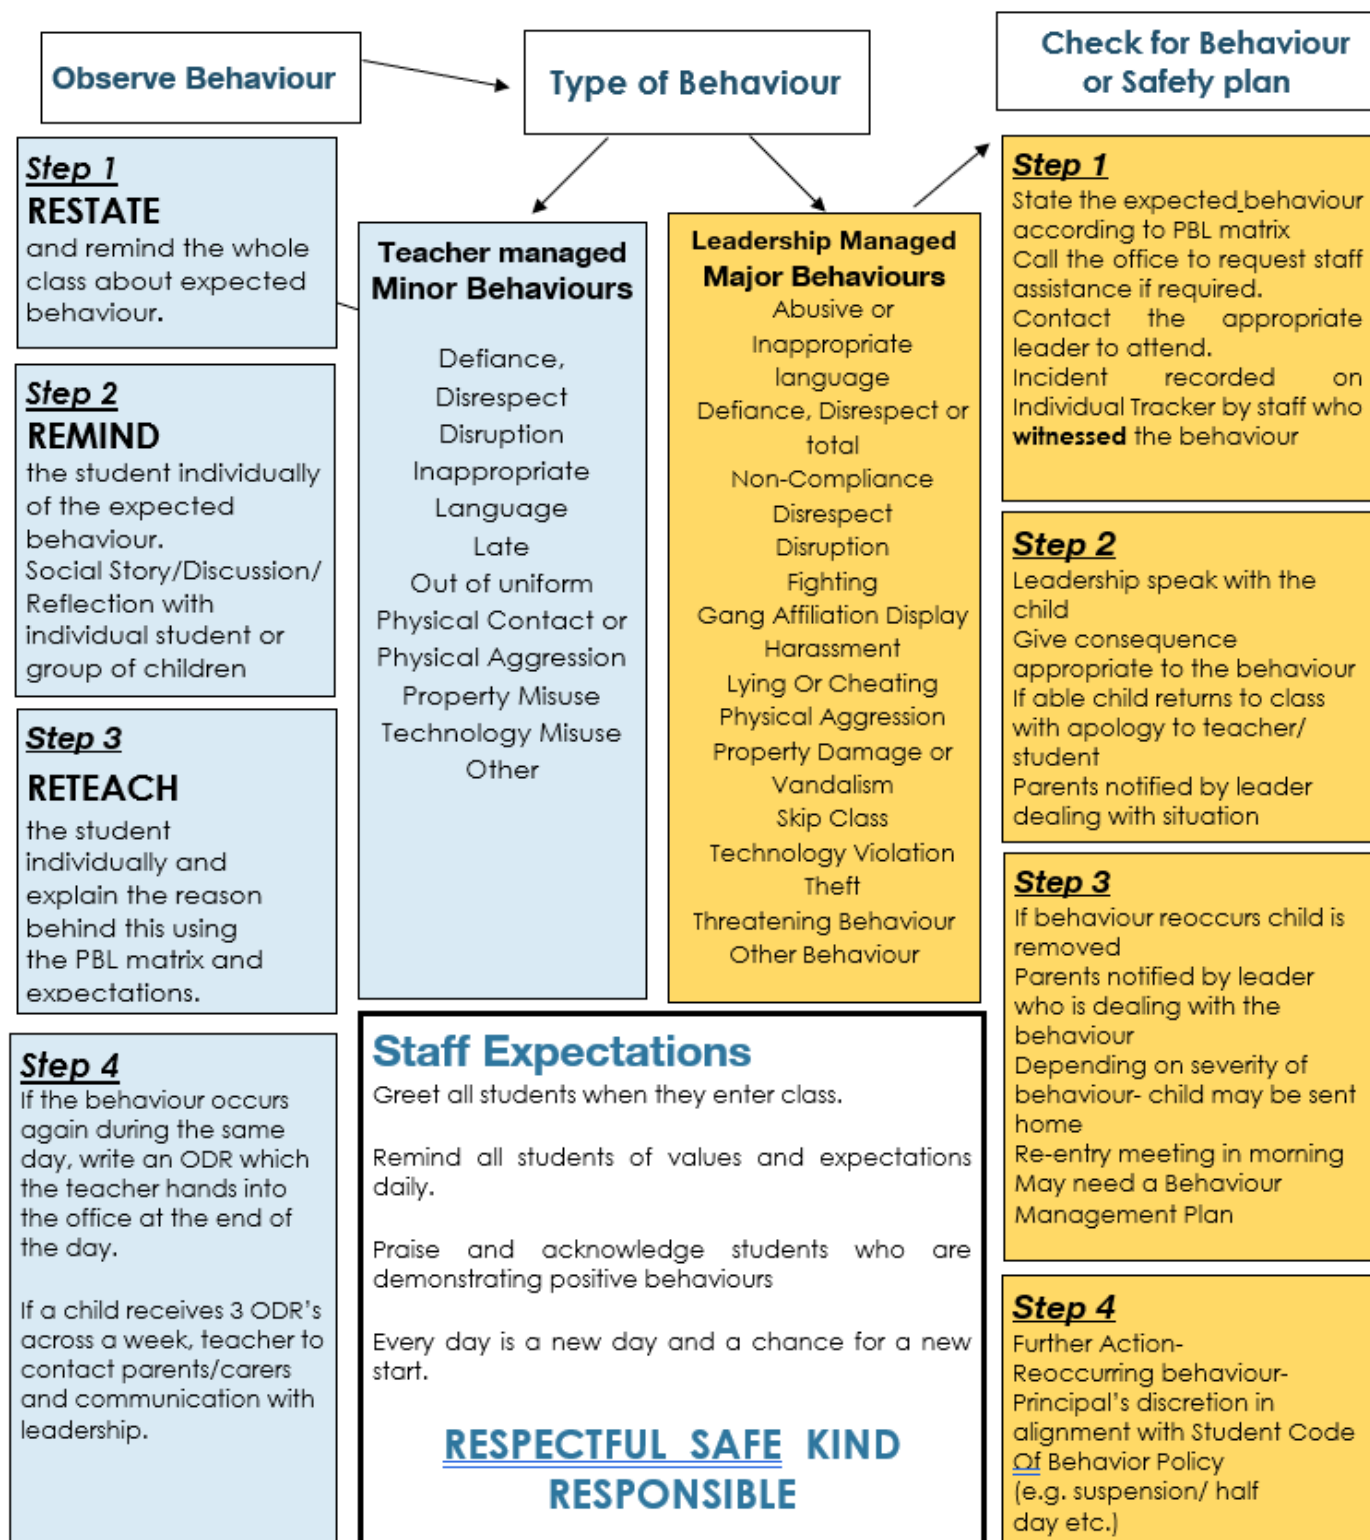 Observe Behaviour
Type of Behaviour
Check for Behaviour
or Safety plan
Step 1
RESTATE
and remind the whole
class about expected
behaviour.
Step 2
REMIND
the student individually
of the expected
behaviour.
Social Story/Discussion/
Reflection with
individual student or
group of children
Step 3
RETEACH
the student
individually and
explain the reason
behind this using
the PBL matrix and
expectations.
Step 4
If the behaviour occurs
again during the same
day, write an ODR which
the teacher hands into
the office at the end of
the day.
If a child receives 3 ODR's
across a week, teacher to
contact parents/carers
and communication with
leadership.
Teacher managed
Minor Behaviours
Defiance,
Disrespect
Disruption
Inappropriate
Language
Late
Out of uniform
Physical Contact or
Physical Aggression
Property Misuse
Technology Misuse
Other
Leadership Managed
Major Behaviours
Abusive or
Inappropriate
language
Defiance, Disrespect or
total
Non-Compliance
Disrespect
Disruption
Fighting
Gang Affiliation Display
Harassment
Lying Or Cheating
Physical Aggression
Property Damage or
Vandalism
Skip Class
Technology Violation
Theft
Threatening Behaviour
Other Behaviour
Staff Expectations
Greet all students when they enter class.
Remind all students of values and expectations
daily.
Praise and acknowledge students who are
demonstrating positive behaviours
Every day is a new day and a chance for a new
start.
RESPECTFUL SAFE KIND
RESPONSIBLE
Step 1
State the expected behaviour
according to PBL matrix
Call the office to request staff
assistance if required.
Contact the appropriate
leader to attend.
Incident recorded on
Individual Tracker by staff who
witnessed the behaviour
Step 2
Leadership speak with the
child
Give consequence
appropriate to the behaviour
If able child returns to class
with apology to teacher/
student
Parents notified by leader
dealing with situation
Step 3
If behaviour reoccurs child is
removed
Parents notified by leader
who is dealing with the
behaviour
Depending on severity of
behaviour- child may be sent
home
Re-entry meeting in morning
May need a Behaviour
Management Plan
Step 4
Further Action-
Reoccurring behaviour-
Principal's discretion in
alignment with Student Code
Of Behavior Policy
(e.g. suspension/ half
day etc.)